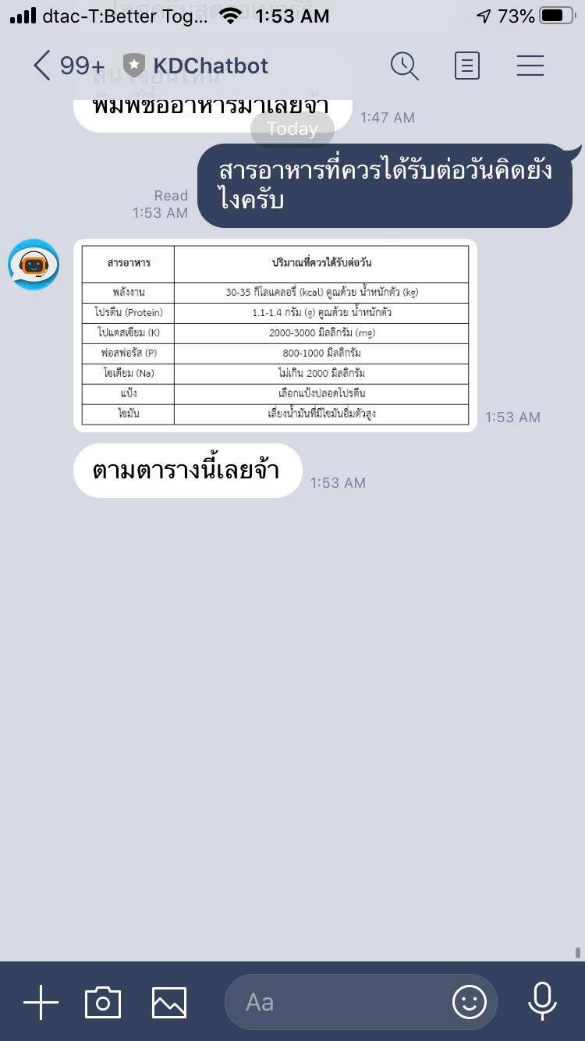 dtac-T:Better Tog... 1:53 AM 73%
99+ KDChatbot
พิมพ์ชื่ออาหารมาเลยจ้า
1:47 AM
Today
สารอาหารที่ควรได้รับต่อวันคิดยัง
ไงครับ
Read
1:53 AM
สารอาหาร ปริมาณที่ควรได้รับต่อวัน
พลังงาน 30-35 กิโลแคลอรี่ (kcal) คูณด้วย น้ำหนักตัว (kg)
โปรตีน (Protein) 1.1-1.4 กรัม (g) คูณด้วย น้ำหนักตัว
โปแตสเซียม (K) 2000-3000 มิลลิกรัม (mg)
ฟอสฟอรัส (P) 800-1000 มิลลิกรัม
โซเดียม (Na) ไม่เกิน 2000 มิลลิกรัม
แป้ง เลือกแป้งปลอดโปรตีน
ไขมัน เลี่ยงน้ำมันที่มีไขมันอิ่มตัวสูง
1:53 AM
ตามตารางนี้เลยจ้า
1:53 AM
Aa